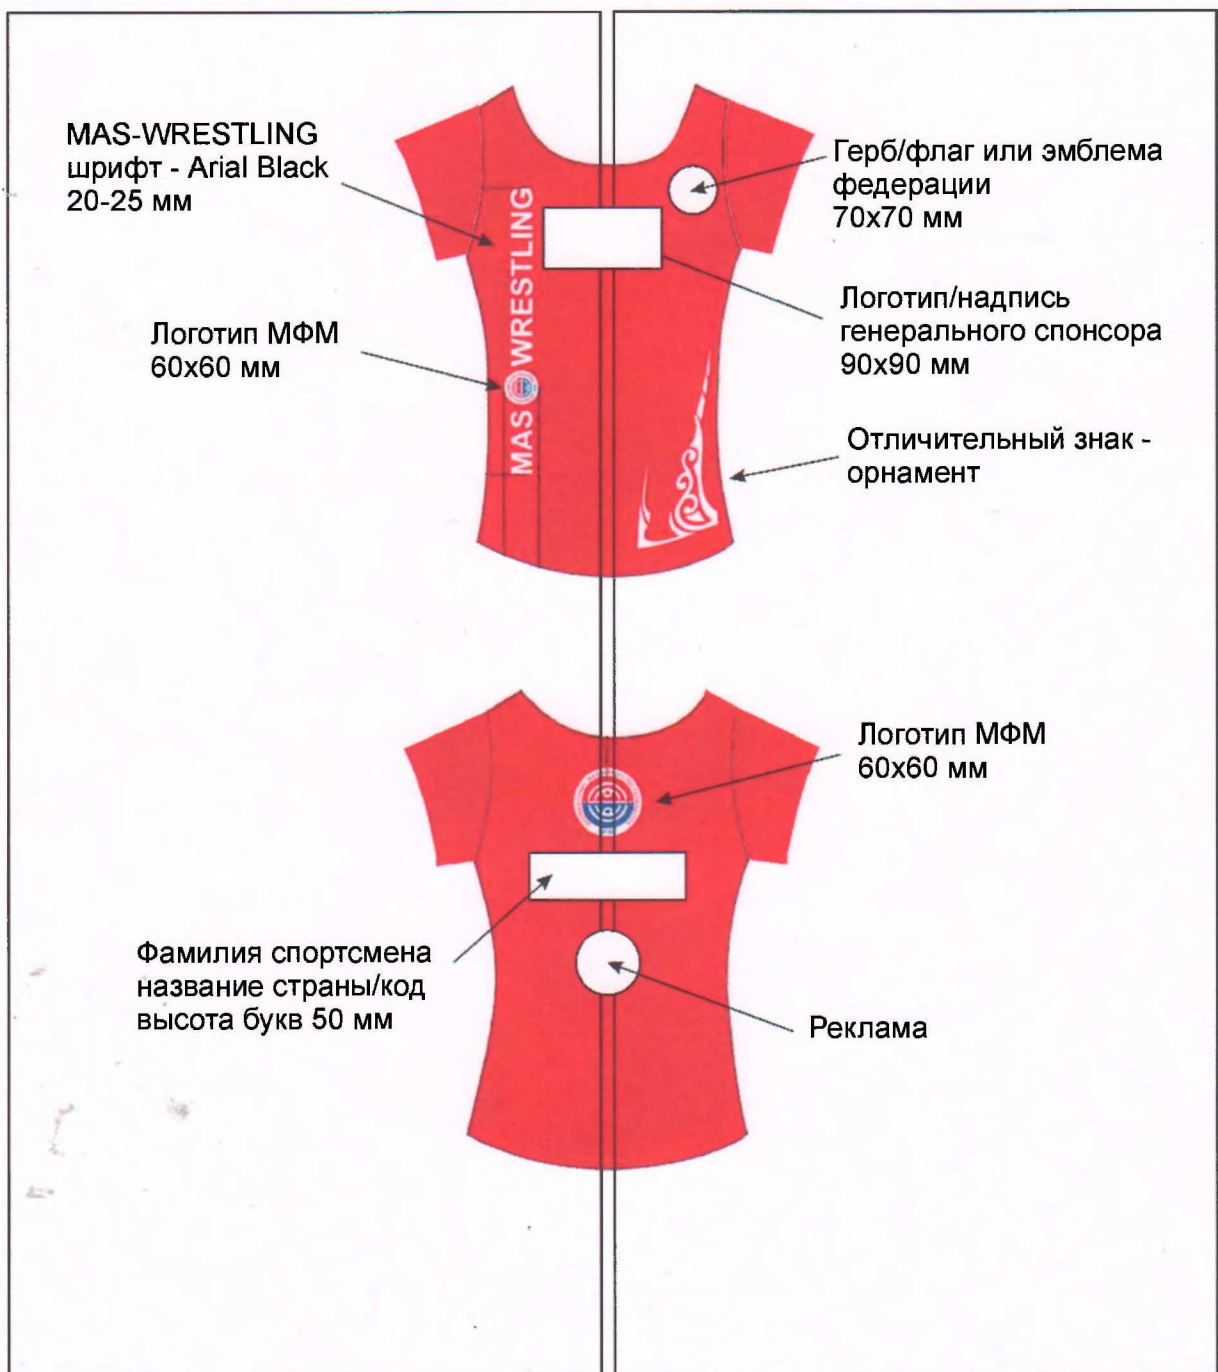 MAS-WRESTLING
шрифт - Arial Black
20-25 мм
Логотип МФМ
60х60 мм
Герб/флаг или эмблема
федерации
70х70 мм
Логотип/надпись
генерального спонсора
90х90 мм
Отличительный знак -
орнамент
MAS WRESTLING
Логотип МФМ
60х60 мм
Фамилия спортсмена
название страны/код
высота букв 50 мм
Реклама